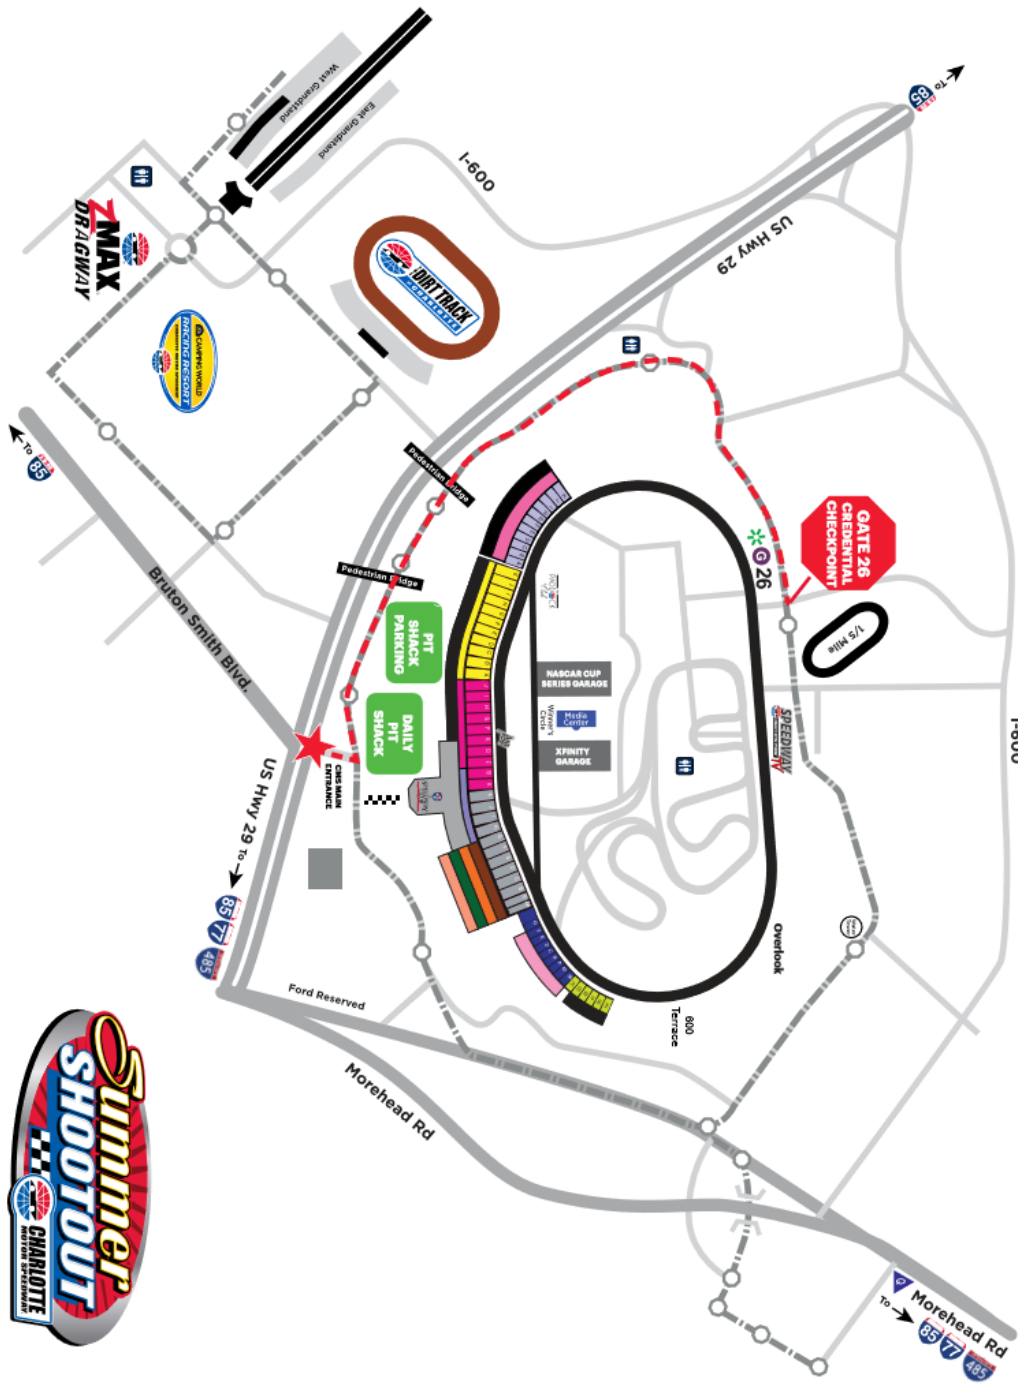 West Grandstand
East Grandstand
I-600
To
85
US Hwy 29
ZMAX
DRAGWAY
DIRT TRACK
CHARLOTTE
CAMPING WORLD
RACING RESORT
To
85
Bruton Smith Blvd.
Pedestrian Bridge
Pedestrian Bridge
GATE 26
CREDENTIAL
CHECKPOINT
G 26
1/5 Mile
PIT
SHACK
PARKING
DAILY
PIT
SHACK
NASCAR CUP
SERIES GARAGE
Winner's
Circle
Media
Center
XFINITY
GARAGE
SPEEDWAY
TV
I-600
CMS MAIN
ENTRANCE
US Hwy 29
To
85
77
485
Overlook
600
Terrace
Ford Reserved
Morehead Rd
Summer
SHOOTOUT
CHARLOTTE
MOTOR SPEEDWAY
G
Morehead Rd
To
85
77
485